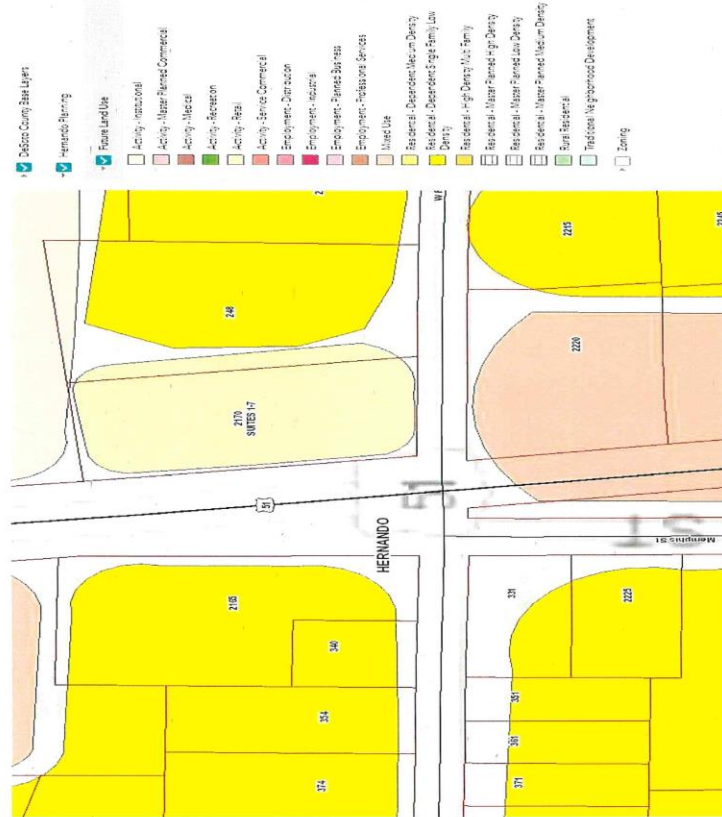 DeSoto County Base Layers
Hernando Planning
Future Land Use
Activity - Institutional
Activity - Master Planned Commercial
Activity - Medical
Activity - Recreation
Activity - Retail
Activity - Service Commercial
Employment - Distribution
Employment - Industrial
Employment - Planned Business
Employment - Professional Services
Mixed Use
Residential - Dependent Medium Density
Residential - Dependent Single Family Low
Density
Residential - High Density Multi Family
Residential - Master Planned High Density
Residential - Master Planned Low Density
Residential - Master Planned Medium Density
Rural Residential
Traditional Neighborhood Development
Zoning
248
2170
SUITES 1-7
51
HERNANDO
51
2165
340
354
374
2215
2245
2220
ST
Memphis St
331
2225
351
361
371